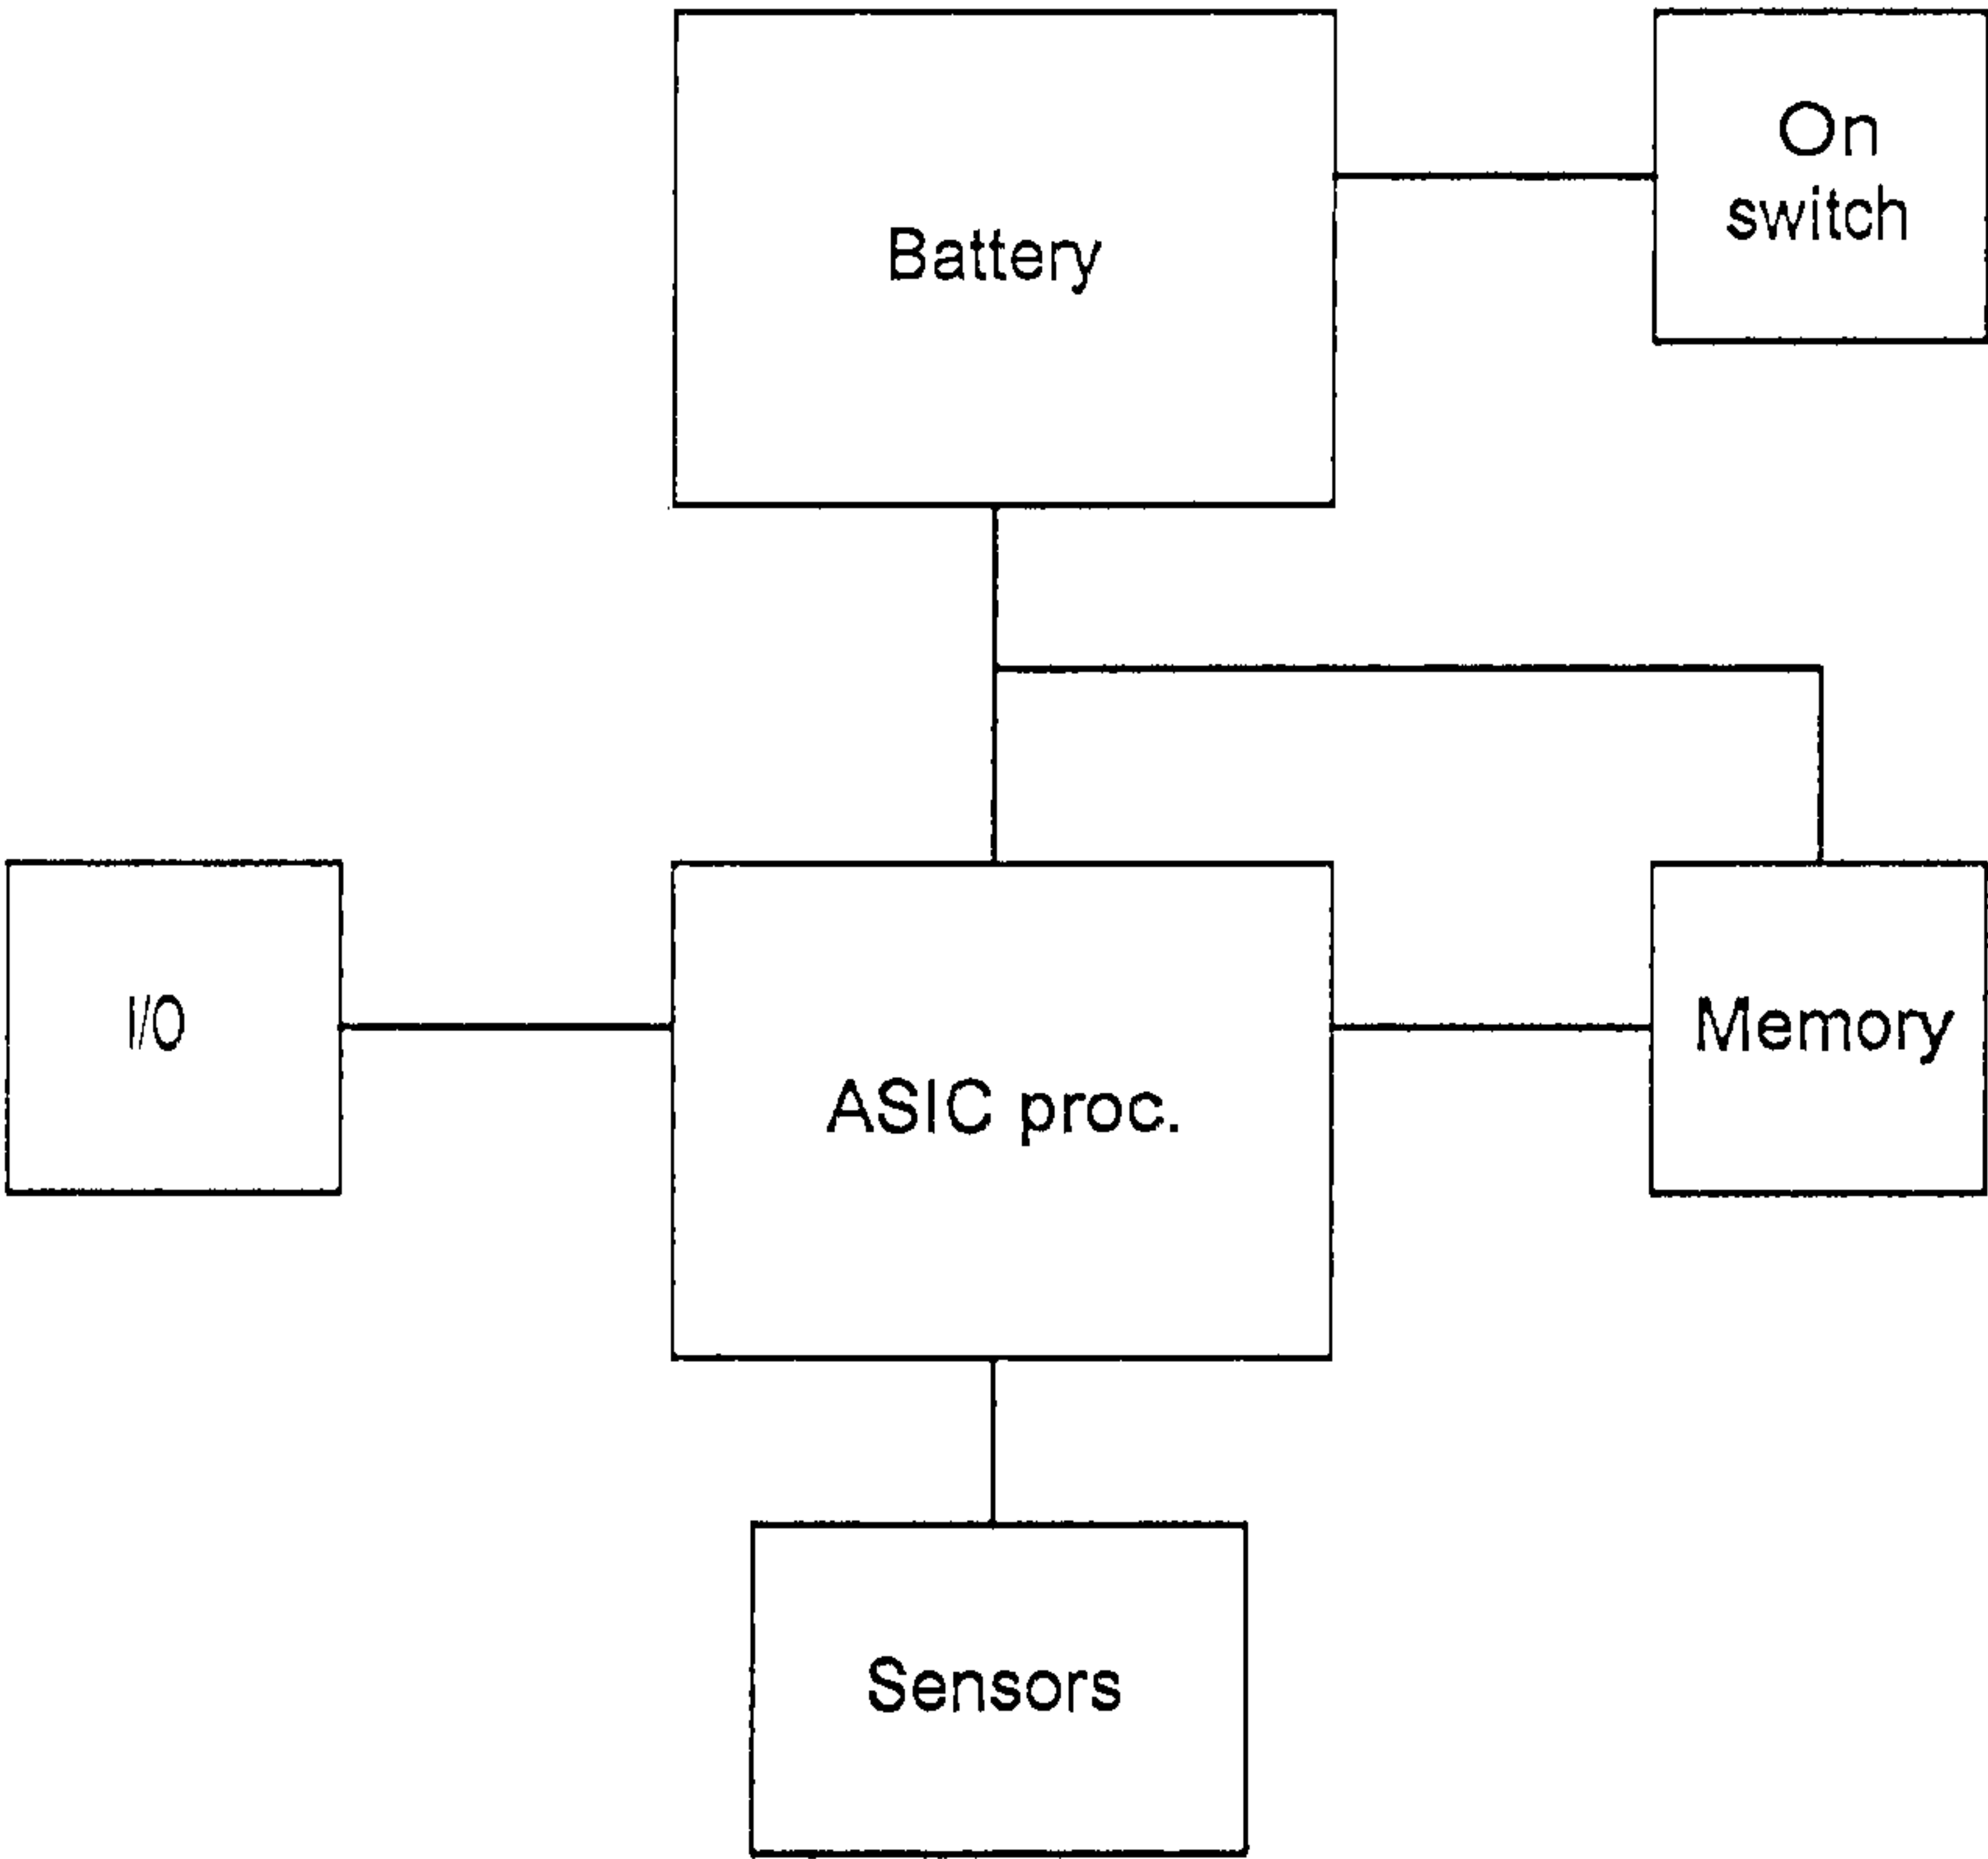 On
switch
Battery
I/O
Memory
ASIC proc.
Sensors